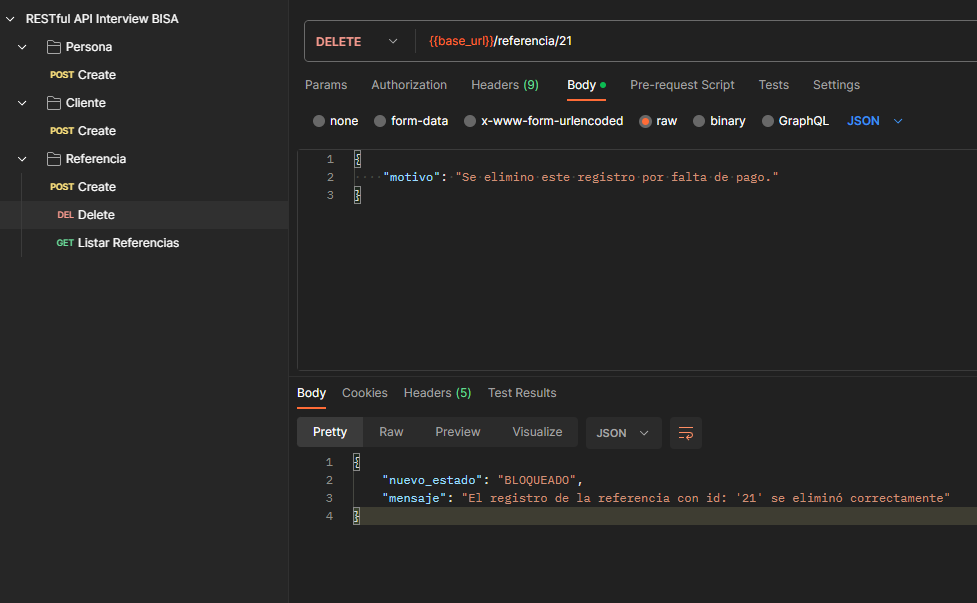 RESTful API Interview BISA
Persona
POST Create
Cliente
POST Create
Referencia
POST Create
DEL Delete
GET Listar Referencias
DELETE {{base_url}}/referencia/21
Params Authorization Headers (9) Body Pre-request Script Tests Settings
none form-data x-www-form-urlencoded raw binary GraphQL JSON
1 {
2 "motivo": "Se elimino este registro por falta de pago."
3 }
Body Cookies Headers (5) Test Results
Pretty Raw Preview Visualize JSON
1 {
2 "nuevo_estado": "BLOQUEADO",
3 "mensaje": "El registro de la referencia con id: '21' se eliminó correctamente"
4 }